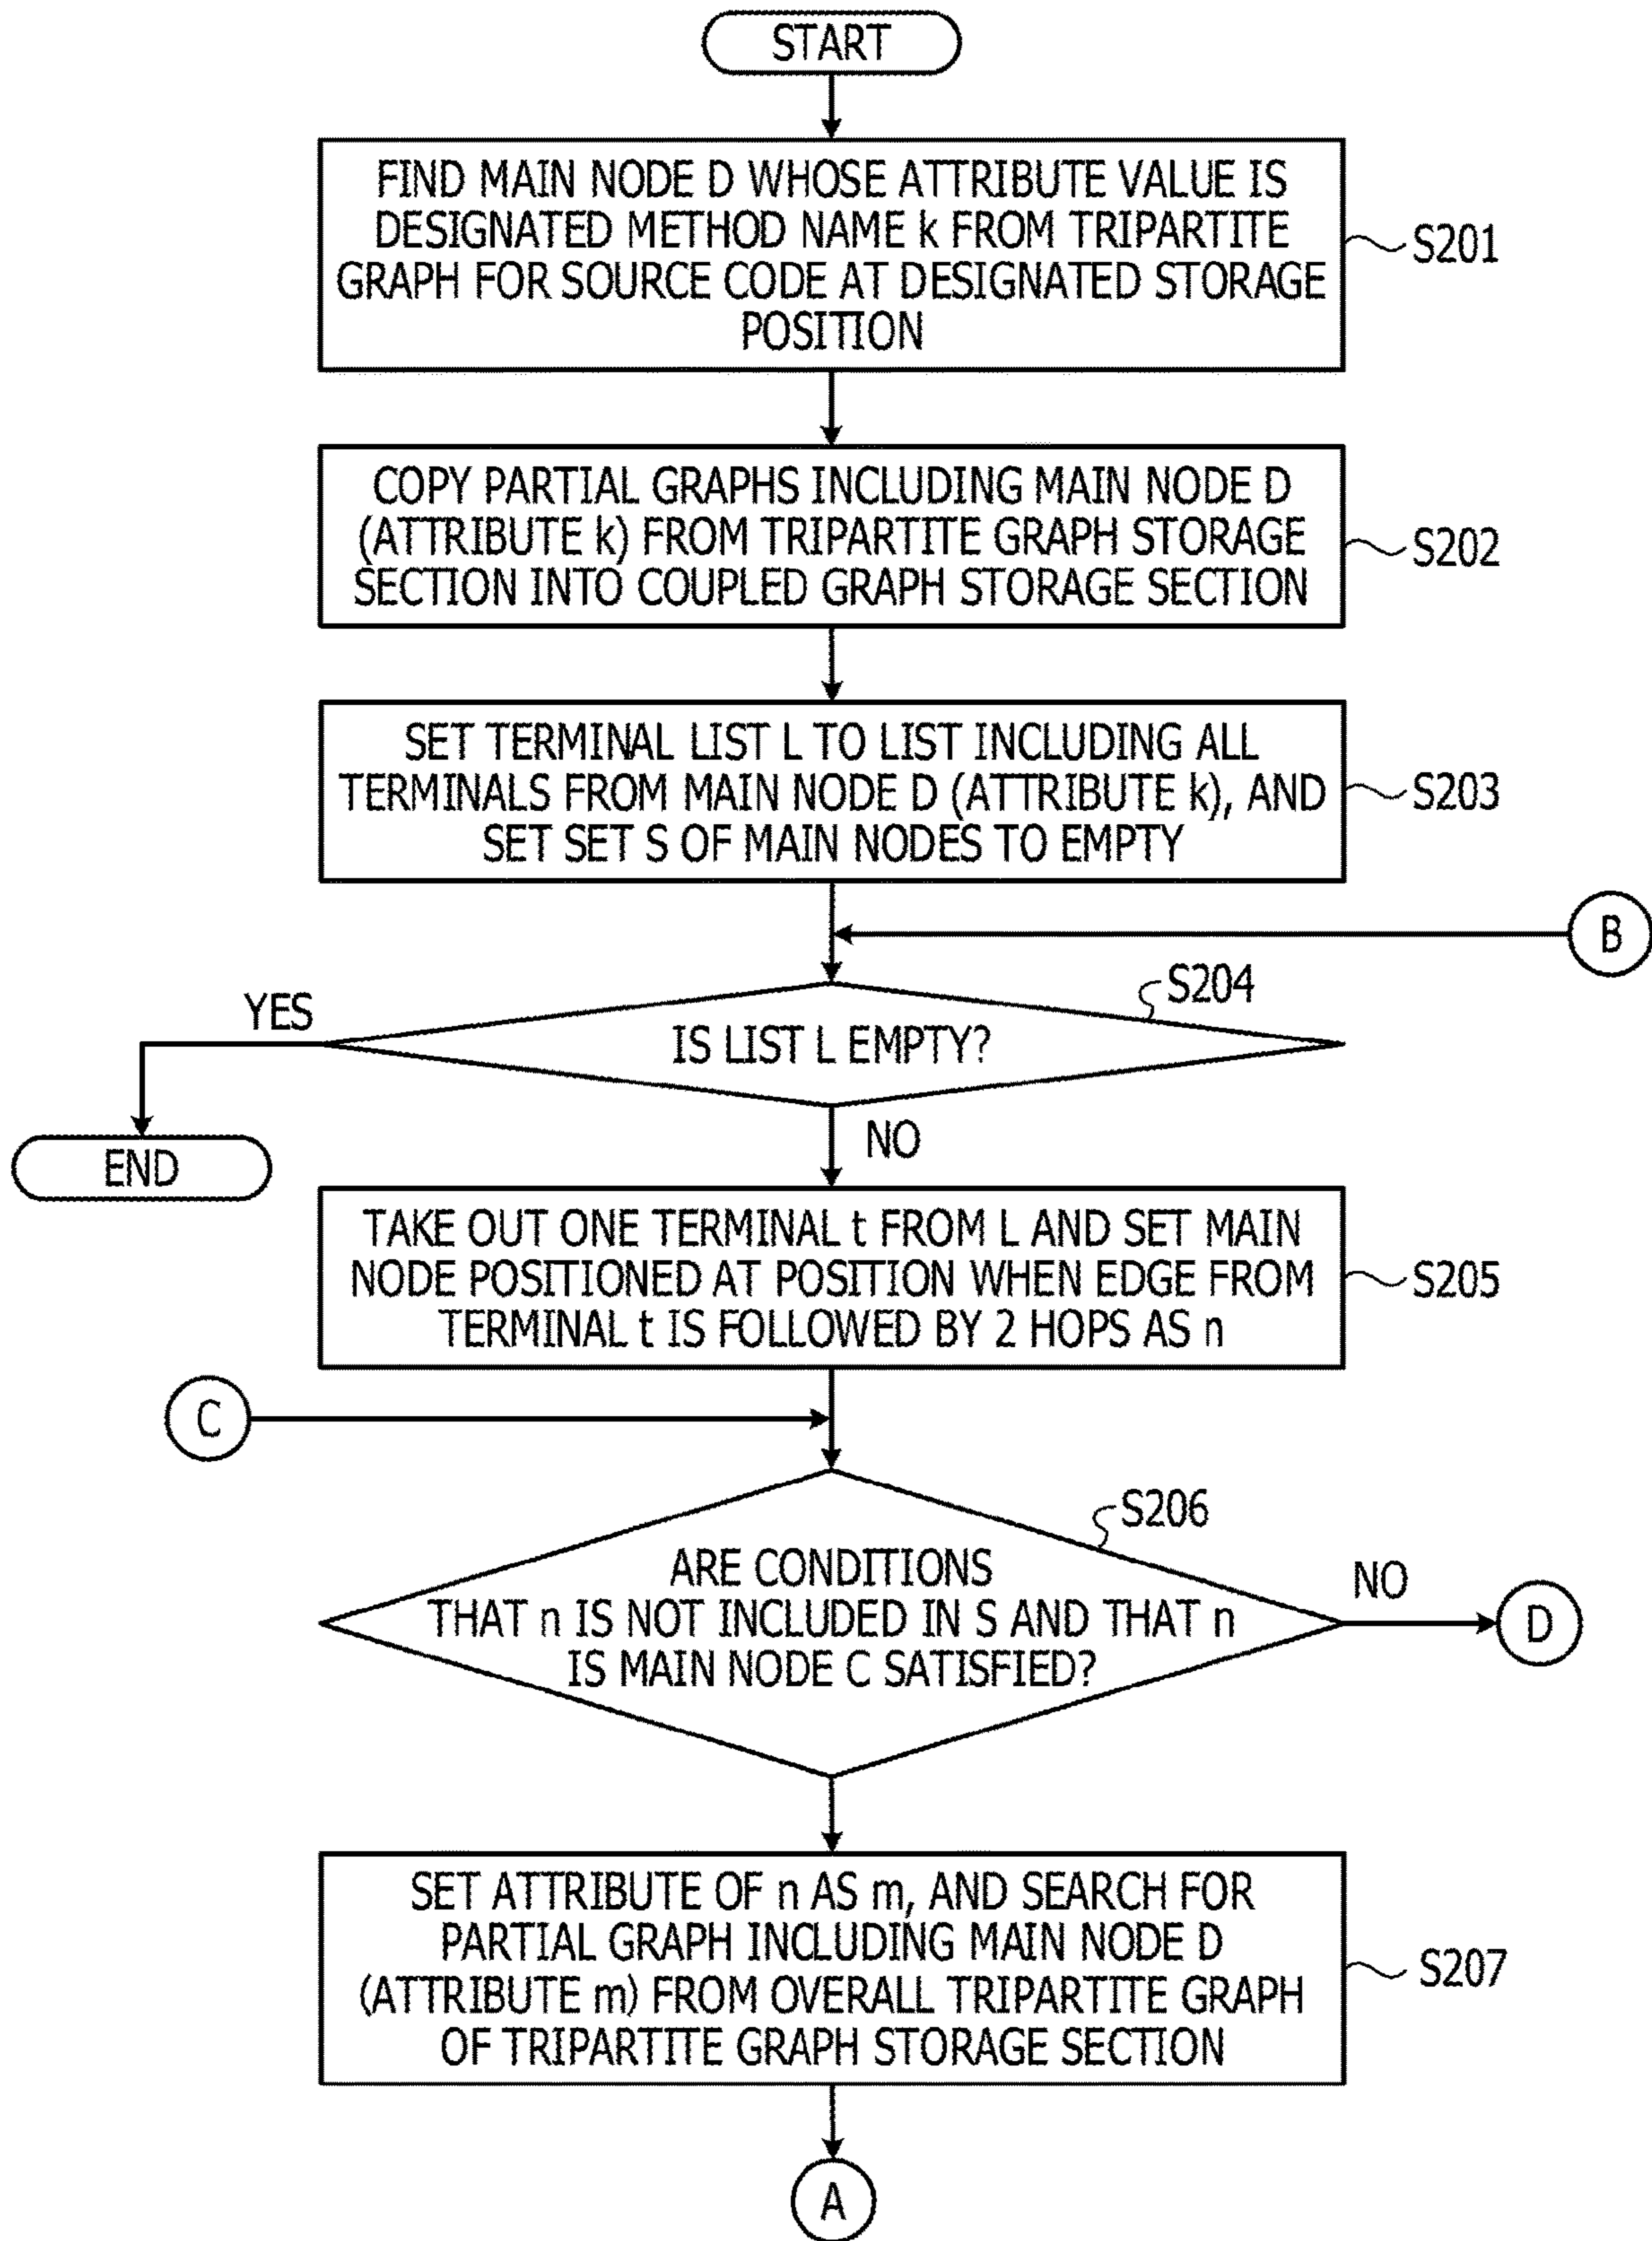 START
FIND MAIN NODE D WHOSE ATTRIBUTE VALUE IS
DESIGNATED METHOD NAME k FROM TRIPARTITE
GRAPH FOR SOURCE CODE AT DESIGNATED STORAGE
POSITION
S201
COPY PARTIAL GRAPHS INCLUDING MAIN NODE D
(ATTRIBUTE k) FROM TRIPARTITE GRAPH STORAGE
SECTION INTO COUPLED GRAPH STORAGE SECTION
S202
SET TERMINAL LIST L TO LIST INCLUDING ALL
TERMINALS FROM MAIN NODE D (ATTRIBUTE k), AND
SET SET S OF MAIN NODES TO EMPTY
S203
B
S204
YES
IS LIST L EMPTY?
NO
END
TAKE OUT ONE TERMINAL t FROM L AND SET MAIN
NODE POSITIONED AT POSITION WHEN EDGE FROM
TERMINAL t IS FOLLOWED BY 2 HOPS AS n
S205
C
S206
ARE CONDITIONS
THAT n IS NOT INCLUDED IN S AND THAT n
IS MAIN NODE C SATISFIED?
NO
D
SET ATTRIBUTE OF n AS m, AND SEARCH FOR
PARTIAL GRAPH INCLUDING MAIN NODE D
(ATTRIBUTE m) FROM OVERALL TRIPARTITE GRAPH
OF TRIPARTITE GRAPH STORAGE SECTION
S207
A